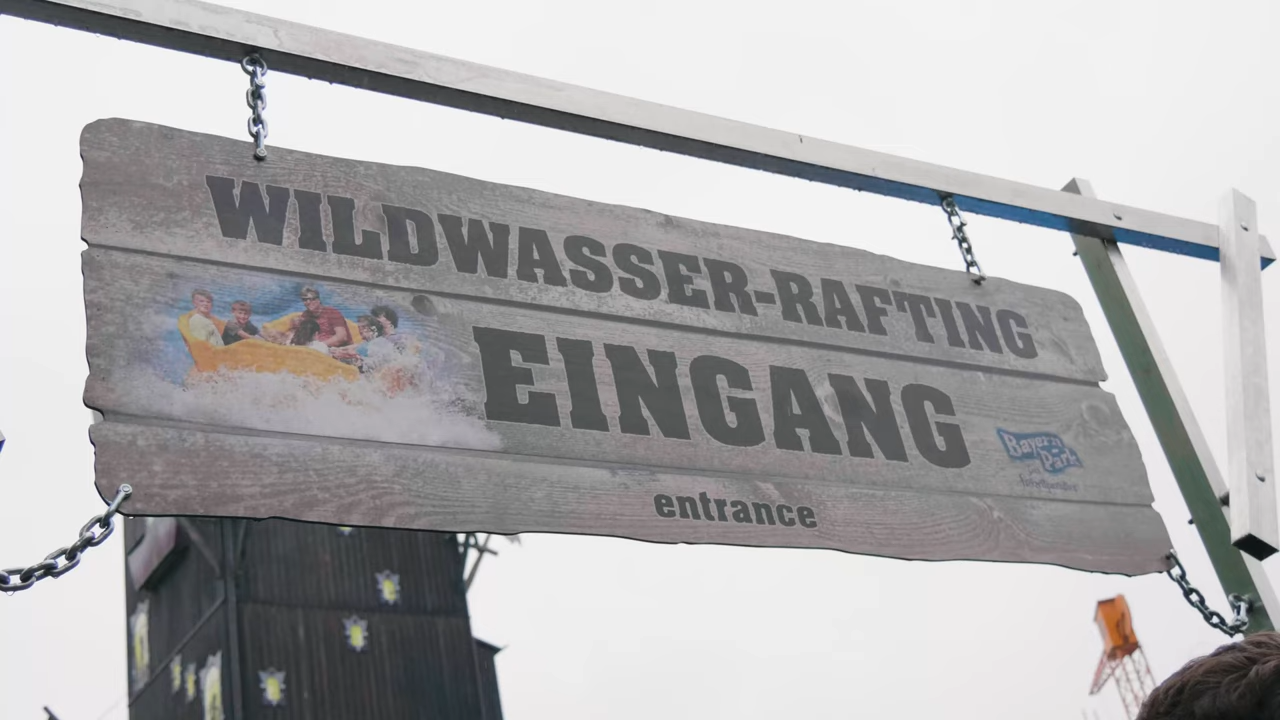 WILDWASSER-RAFTING
EINGANG
entrance
Bayern
Park